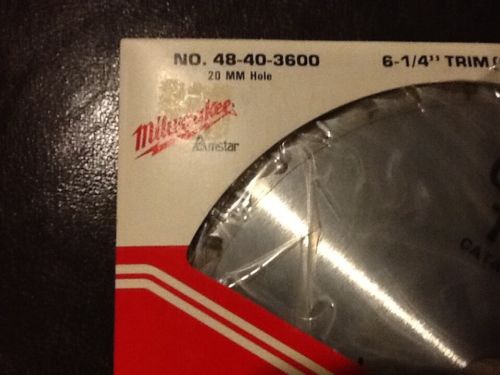 NO. 48-40-3600
6-1/4" TRIM
20 MM Hole
Milwaukee
Amstar